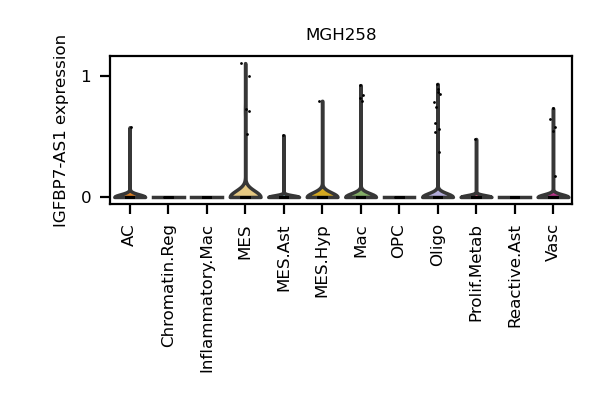 MGH258
IGFBP7-AS1 expression
1
0
AC
Chromatin.Reg
Inflammatory.Mac
MES
MES.Ast
MES.Hyp
Mac
OPC
Oligo
Prolif.Metab
Reactive.Ast
Vasc